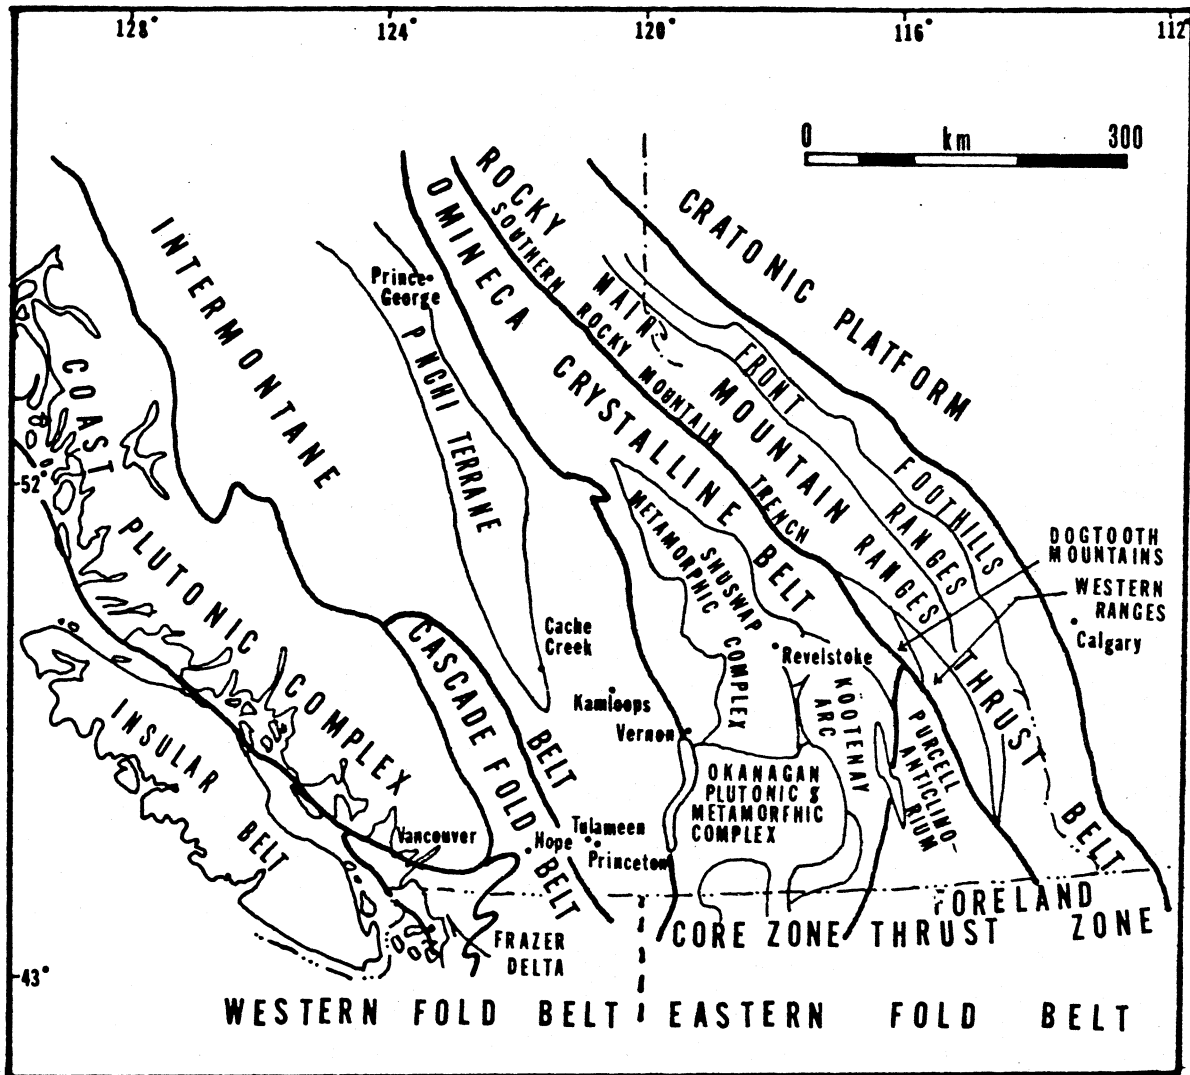 128° 124° 120° 116° 112°
0 km 300
ROCKY MOUNTAIN THRUST BELT
CRATONIC PLATFORM
OMINECA CRYSTALLINE BELT
SOUTHERN ROCKY MOUNTAIN TRENCH
INTERMONTANE BELT
MAIN RANGES
FRONT RANGES
FOOTHILLS
Prince
George
PINCHI TERRANE
COAST PLUTONIC COMPLEX
52°
DOGTOOTH
MOUNTAINS
WESTERN
RANGES
Calgary
METAMORPHIC
SHUSWAP
COMPLEX
Cache
Creek
Revelstoke
CASCADE FOLD BELT
Kamloops
KOOTENAY
ARC
Vernon
INSULAR BELT
PURCELL
ANTICLINO-
RIUM
OKANAGAN
PLUTONIC &
METAMORFHIC
COMPLEX
Vancouver
Hope
Tulameen
Princeton
FORELAND
CORE ZONE THRUST ZONE
FRAZER
DELTA
43°
WESTERN FOLD BELT EASTERN FOLD BELT